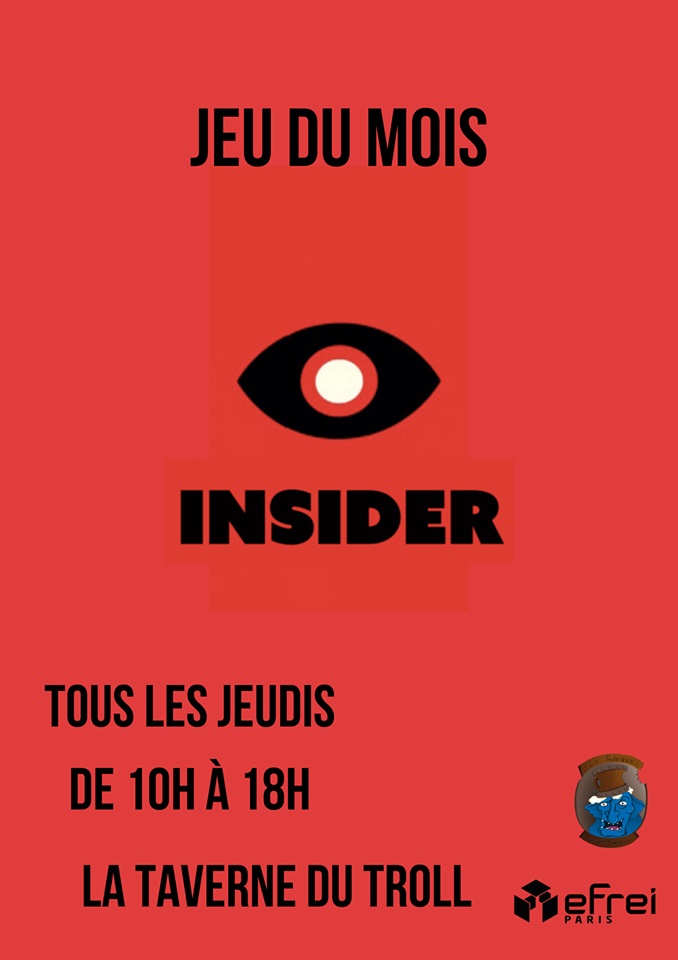 JEU DU MOIS
INSIDER
TOUS LES JEUDIS
DE 10H À 18H
LA TAVERNE DU TROLL
efrei
PARIS